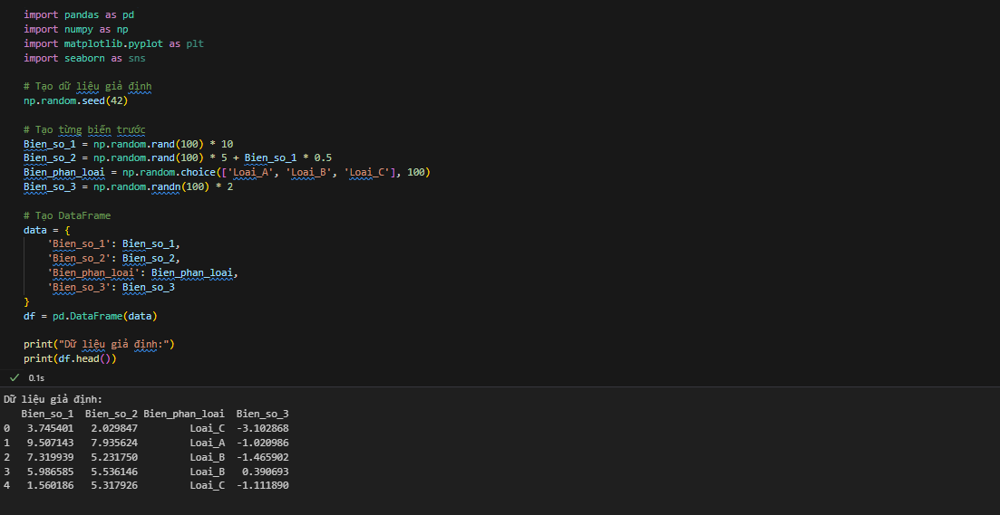 import pandas as pd
import numpy as np
import matplotlib.pyplot as plt
import seaborn as sns
# Tạo dữ liệu giả định
np.random.seed(42)
# Tạo từng biến trước
Bien_so_1 = np.random.rand(100) * 10
Bien_so_2 = np.random.rand(100) * 5 + Bien_so_1 * 0.5
Bien_phan_loai = np.random.choice(['Loai_A', 'Loai_B', 'Loai_C'], 100)
Bien_so_3 = np.random.randn(100) * 2
# Tạo DataFrame
data = {
    'Bien_so_1': Bien_so_1,
    'Bien_so_2': Bien_so_2,
    'Bien_phan_loai': Bien_phan_loai,
    'Bien_so_3': Bien_so_3
}
df = pd.DataFrame(data)
print("Dữ liệu giả định:")
print(df.head())
0.1s
Dữ liệu giả định:
   Bien_so_1  Bien_so_2 Bien_phan_loai  Bien_so_3
0   3.745401   2.029847         Loai_C  -3.102868
1   9.507143   7.935624         Loai_A  -1.020986
2   7.319939   5.231750         Loai_B  -1.465902
3   5.986585   5.536146         Loai_B   0.390693
4   1.560186   5.317926         Loai_C  -1.111890